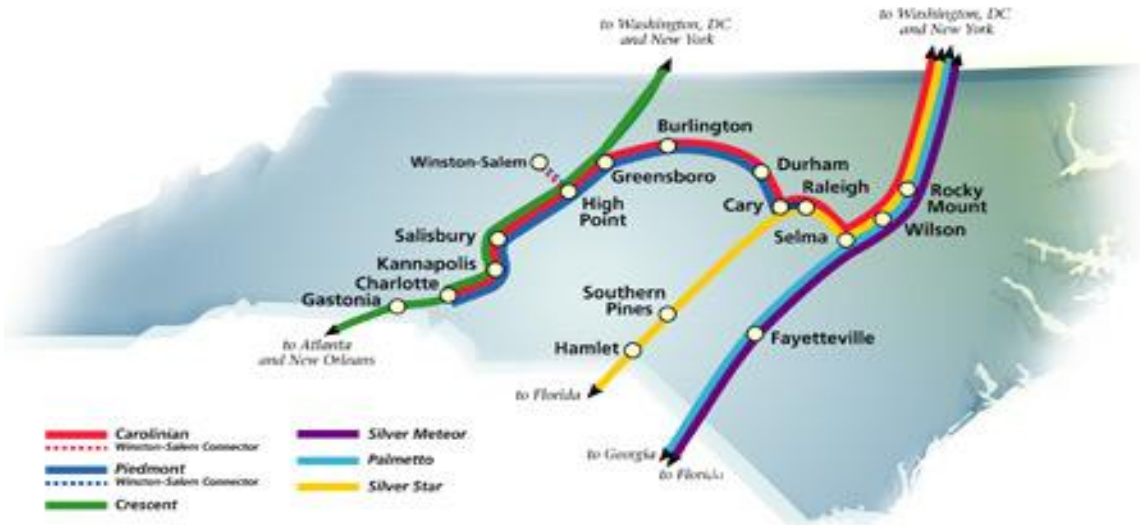 to Washington, DC
and New York
to Washington, DC
and New York
Burlington
Winston-Salem
Greensboro
Durham
Raleigh
High
Point
Cary
Rocky
Mount
Salisbury
Selma
Wilson
Kannapolis
Charlotte
Gastonia
Southern
Pines
to Atlanta
and New Orleans
Hamlet
Fayetteville
to Florida
to Georgia
to Florida
Carolinian
Winston-Salem Connector
Piedmont
Winston-Salem Connector
Crescent
Silver Meteor
Palmetto
Silver Star